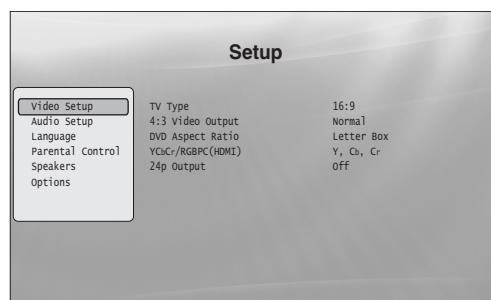 Setup
Video Setup
Audio Setup
Language
Parental Control
Speakers
Options
TV Type 16:9
4:3 Video Output Normal
DVD Aspect Ratio Letter Box
YCbCr/RGBPC(HDMI) Y, Cb, Cr
24p Output Off